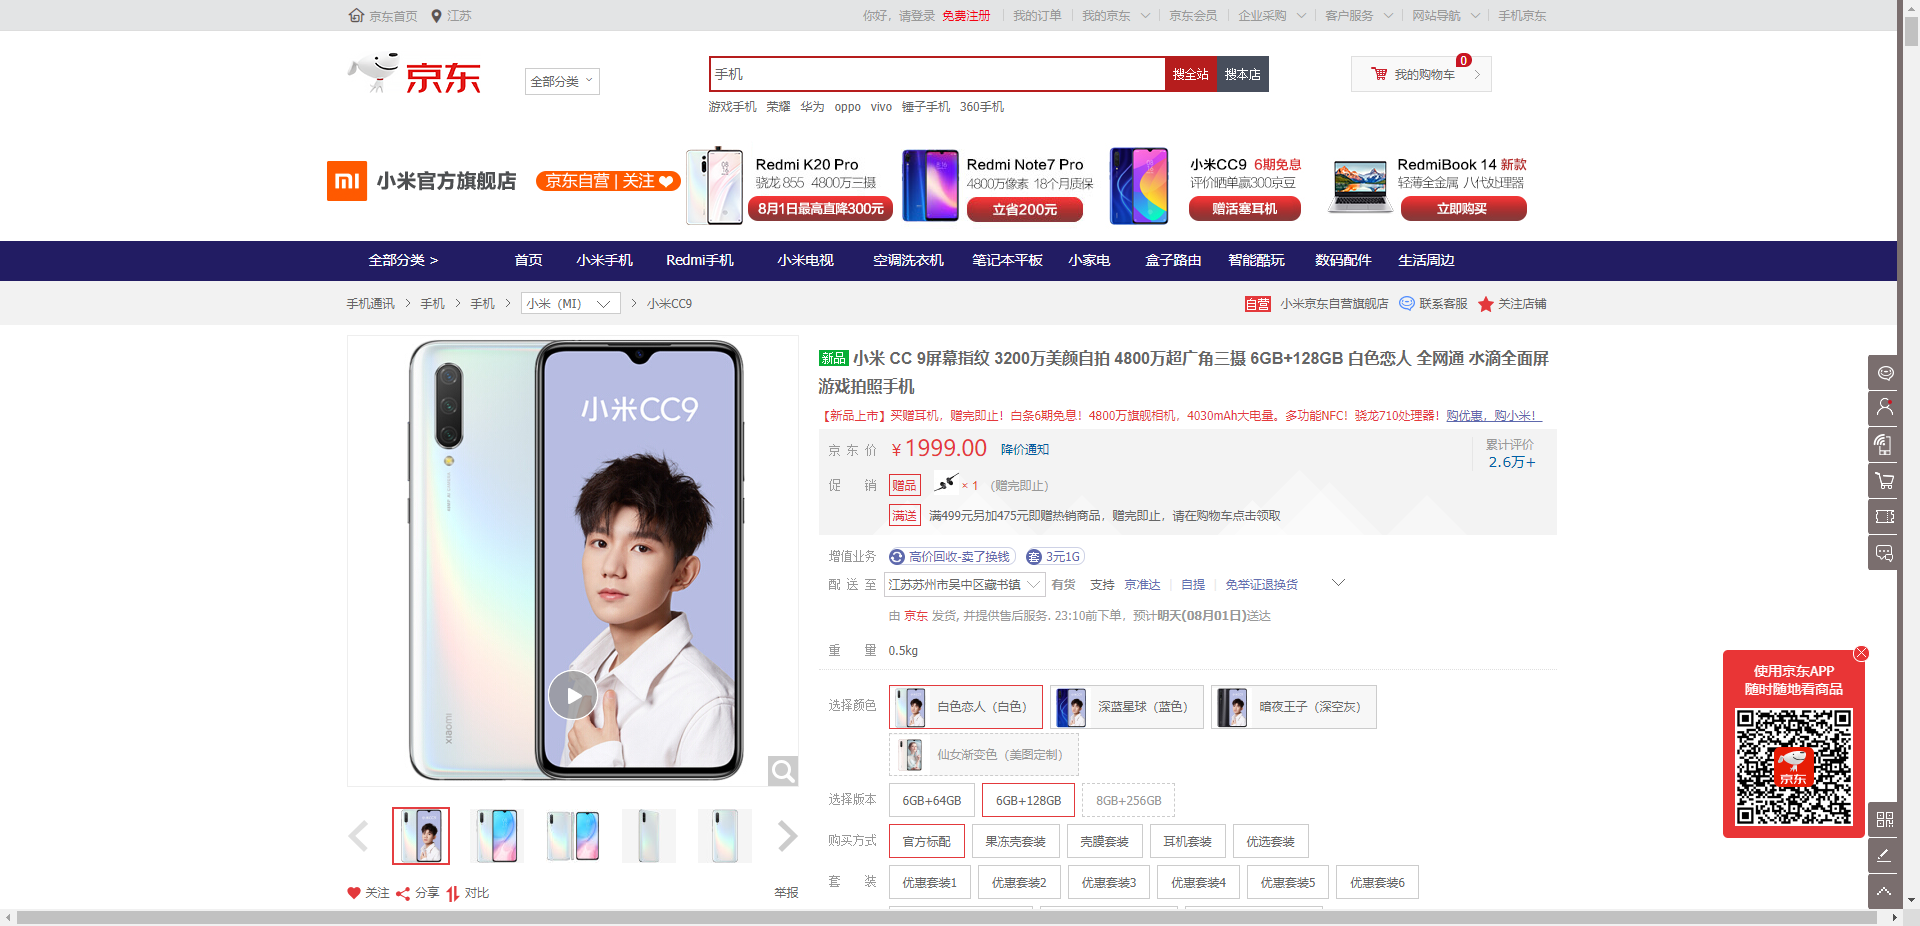 京东首页 江苏
你好，请登录 免费注册 我的订单 我的京东 京东会员 企业采购 客户服务 网站导航 手机京东
京东
全部分类
手机 搜全站 搜本店
0
我的购物车
游戏手机 荣耀 华为 oppo vivo 锤子手机 360手机
mi 小米官方旗舰店 京东自营 | 关注
Redmi K20 Pro
骁龙 855 4800万三摄
8月1日最高直降300元
Redmi Note7 Pro
4800万像素 18个月质保
立省200元
小米CC9 6期免息
评价晒单赢300京豆
赠活塞耳机
RedmiBook 14 新款
轻薄全金属 八代处理器
立即购买
全部分类 > 首页 小米手机 Redmi手机 小米电视 空调洗衣机 笔记本平板 小家电 盒子路由 智能酷玩 数码配件 生活周边
手机通讯 > 手机 > 手机 > 小米（MI） > 小米CC9
自营 小米京东自营旗舰店 联系客服 关注店铺
小米CC9
xiaomi
新品 小米 CC 9屏幕指纹 3200万美颜自拍 4800万超广角三摄 6GB+128GB 白色恋人 全网通 水滴全面屏
游戏拍照手机
【新品上市】买赠耳机，赠完即止！白条6期免息！4800万旗舰相机，4030mAh大电量。多功能NFC！骁龙710处理器！购优惠，购小米！
京东价 ￥1999.00 降价通知
累计评价
2.6万+
促销 赠品 × 1 （赠完即止）
满送 满499元另加475元即赠热销商品，赠完即止，请在购物车点击领取
增值业务 高价回收-卖了换钱 套 3元1G
配送至 江苏苏州市吴中区藏书镇 有货 支持 京准达 自提 免举证退换货
由 京东 发货, 并提供售后服务. 23:10前下单，预计明天(08月01日)送达
重量 0.5kg
选择颜色 白色恋人（白色） 深蓝星球（蓝色） 暗夜王子（深空灰）
仙女渐变色（美图定制）
选择版本 6GB+64GB 6GB+128GB 8GB+256GB
购买方式 官方标配 果冻壳套装 壳膜套装 耳机套装 优选套装
套装 优惠套装1 优惠套装2 优惠套装3 优惠套装4 优惠套装5 优惠套装6
关注 分享 对比 举报
使用京东APP
随时随地看商品
京东